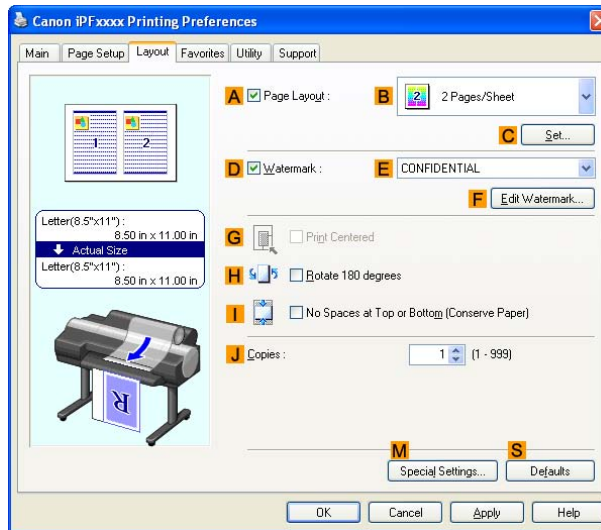 Canon iPFxxxx Printing Preferences
Main Page Setup Layout Favorites Utility Support
A Page Layout : B 2 2 Pages/Sheet
C Set...
1 2
D Watermark : E CONFIDENTIAL
F Edit Watermark...
Letter(8.5"x11") :
8.50 in x 11.00 in
Actual Size
Letter(8.5"x11") :
8.50 in x 11.00 in
G Print Centered
H Rotate 180 degrees
I No Spaces at Top or Bottom (Conserve Paper)
J Copies : 1 (1 - 999)
R
M S
Special Settings... Defaults
OK Cancel Apply Help